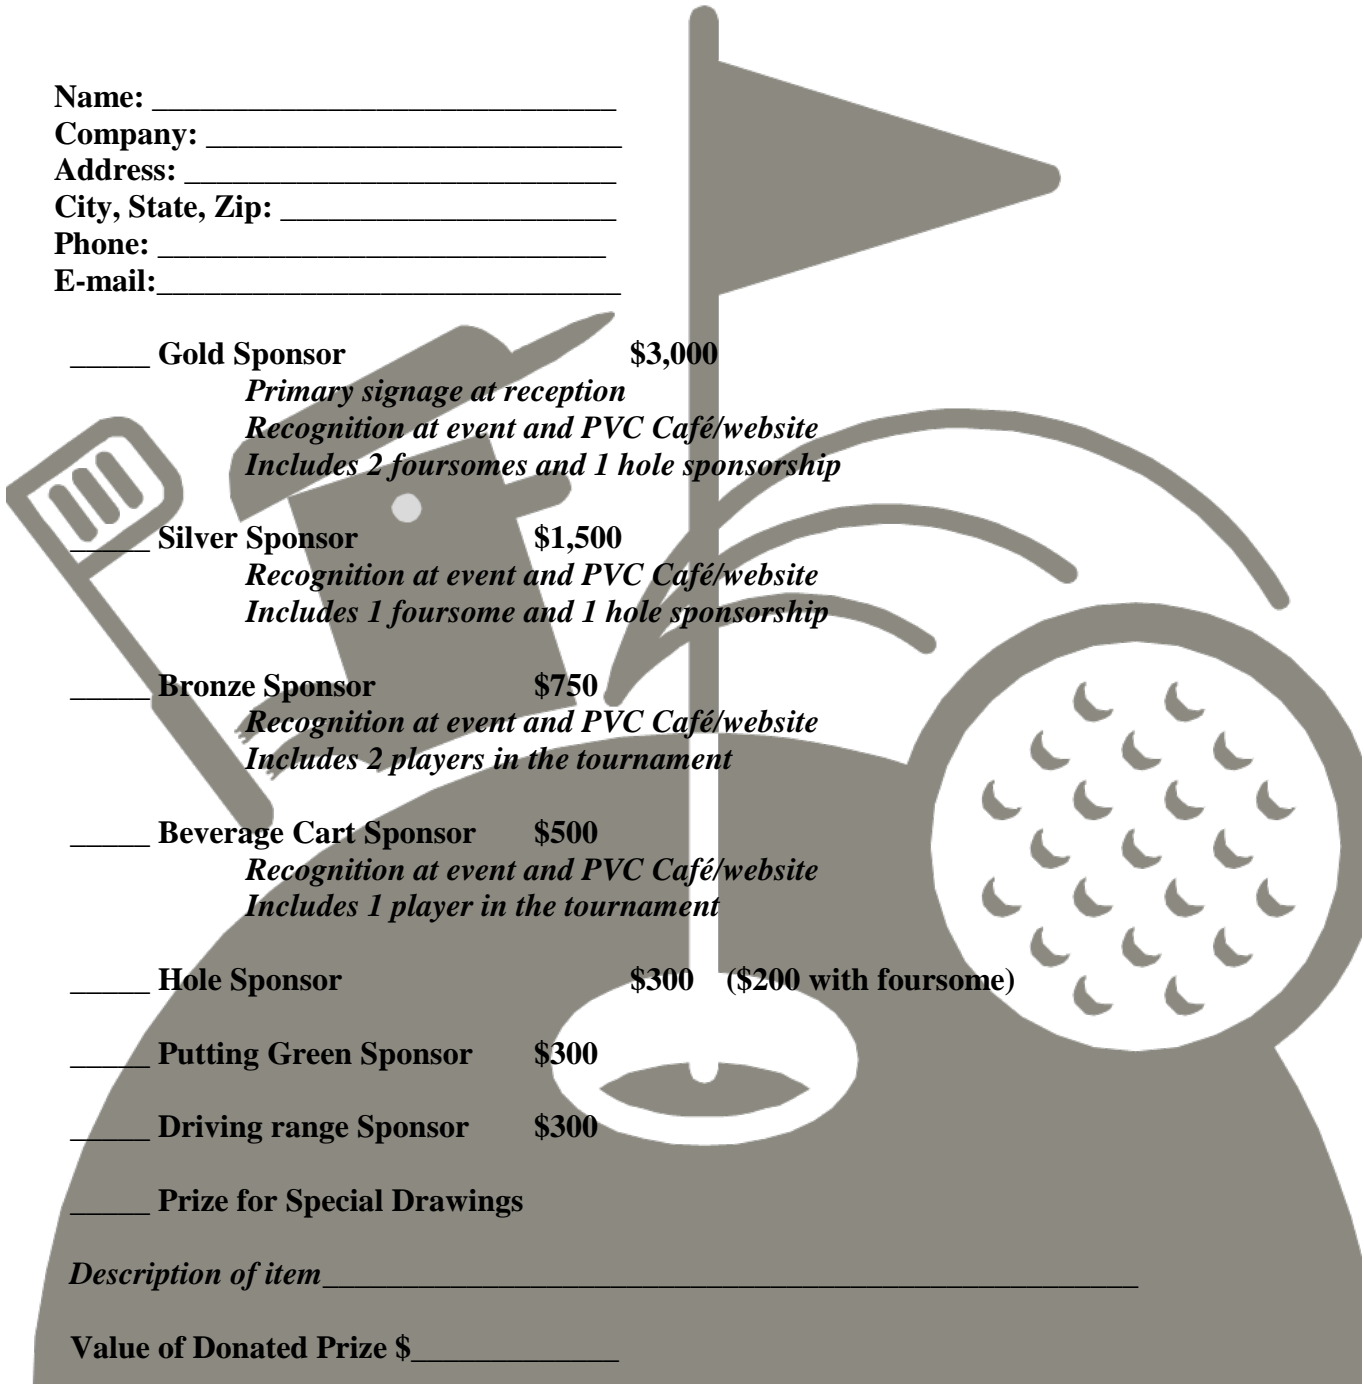 Name: _____________________________
Company: __________________________
Address: ___________________________
City, State, Zip: _____________________
Phone: ____________________________
E-mail:_____________________________
_____ Gold Sponsor $3,000
Primary signage at reception
Recognition at event and PVC Café/website
Includes 2 foursomes and 1 hole sponsorship
_____ Silver Sponsor $1,500
Recognition at event and PVC Café/website
Includes 1 foursome and 1 hole sponsorship
_____ Bronze Sponsor $750
Recognition at event and PVC Café/website
Includes 2 players in the tournament
_____ Beverage Cart Sponsor $500
Recognition at event and PVC Café/website
Includes 1 player in the tournament
_____ Hole Sponsor $300 ($200 with foursome)
_____ Putting Green Sponsor $300
_____ Driving range Sponsor $300
_____ Prize for Special Drawings
Description of item___________________________________________________
Value of Donated Prize $_____________